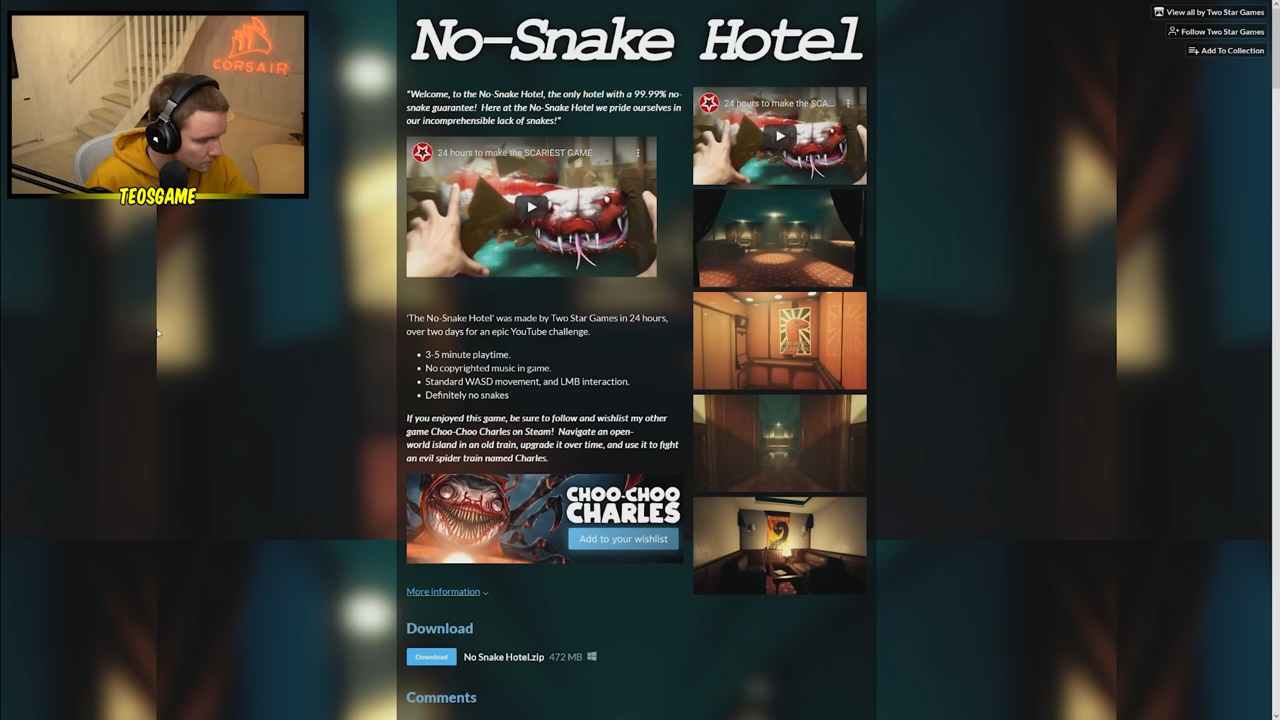 No-Snake Hotel
View all by Two Star Games
Follow Two Star Games
Add To Collection
CORSAIR
TEOSGAME
"Welcome, to the No-Snake Hotel, the only hotel with a 99.99% no-
snake guarantee! Here at the No-Snake Hotel we pride ourselves in
our incomprehensible lack of snakes!"
24 hours to make the SCARIEST GAME
'The No-Snake Hotel' was made by Two Star Games in 24 hours,
over two days for an epic YouTube challenge.
• 3-5 minute playtime.
• No copyrighted music in game.
• Standard WASD movement, and LMB interaction.
• Definitely no snakes
If you enjoyed this game, be sure to follow and wishlist my other
game Choo-Choo Charles on Steam! Navigate an open-
world island in an old train, upgrade it over time, and use it to fight
an evil spider train named Charles.
CHOO-CHOO
CHARLES
Add to your wishlist
More information
Download
Download
No Snake Hotel.zip 472 MB
Comments
24 hours to make the SCA...